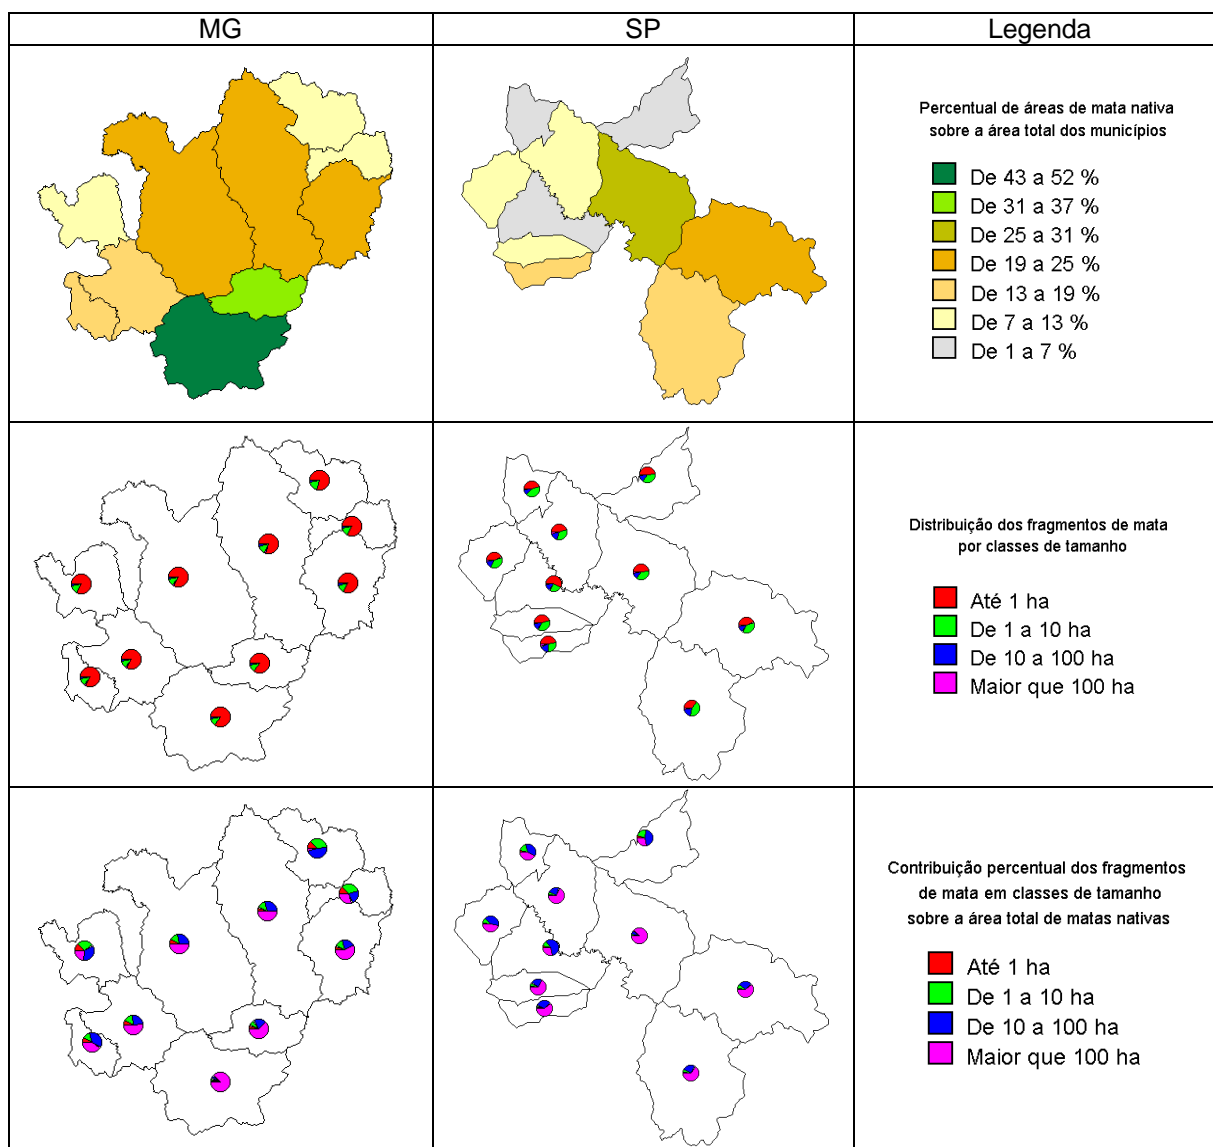 MG
SP
Legenda
Percentual de áreas de mata nativa
sobre a área total dos municípios
De 43 a 52 %
De 31 a 37 %
De 25 a 31 %
De 19 a 25 %
De 13 a 19 %
De 7 a 13 %
De 1 a 7 %
Distribuição dos fragmentos de mata
por classes de tamanho
Até 1 ha
De 1 a 10 ha
De 10 a 100 ha
Maior que 100 ha
Contribuição percentual dos fragmentos
de mata em classes de tamanho
sobre a área total de matas nativas
Até 1 ha
De 1 a 10 ha
De 10 a 100 ha
Maior que 100 ha